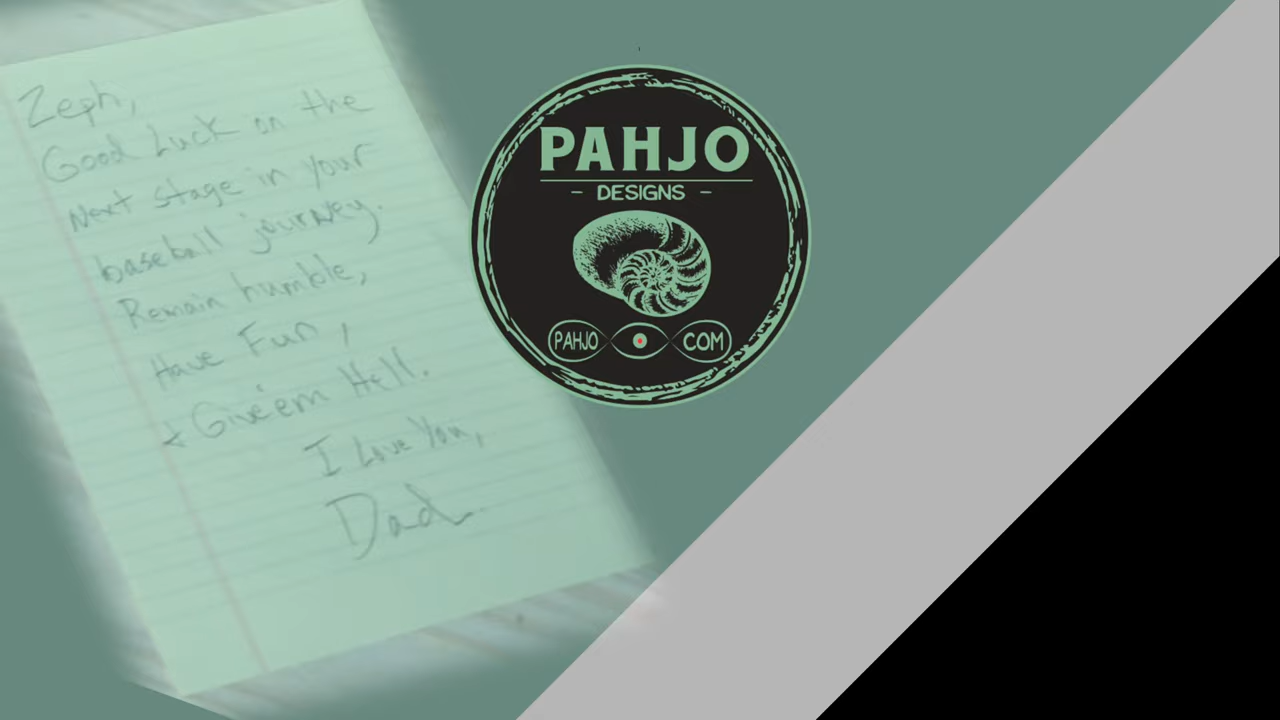 Zeph,
Good Luck on the
Next stage in your
baseball journey.
Remain humble,
Have Fun,
+ Give'em Hell.
I Love You,
Dad
PAHJO
- DESIGNS -
PAHJO COM